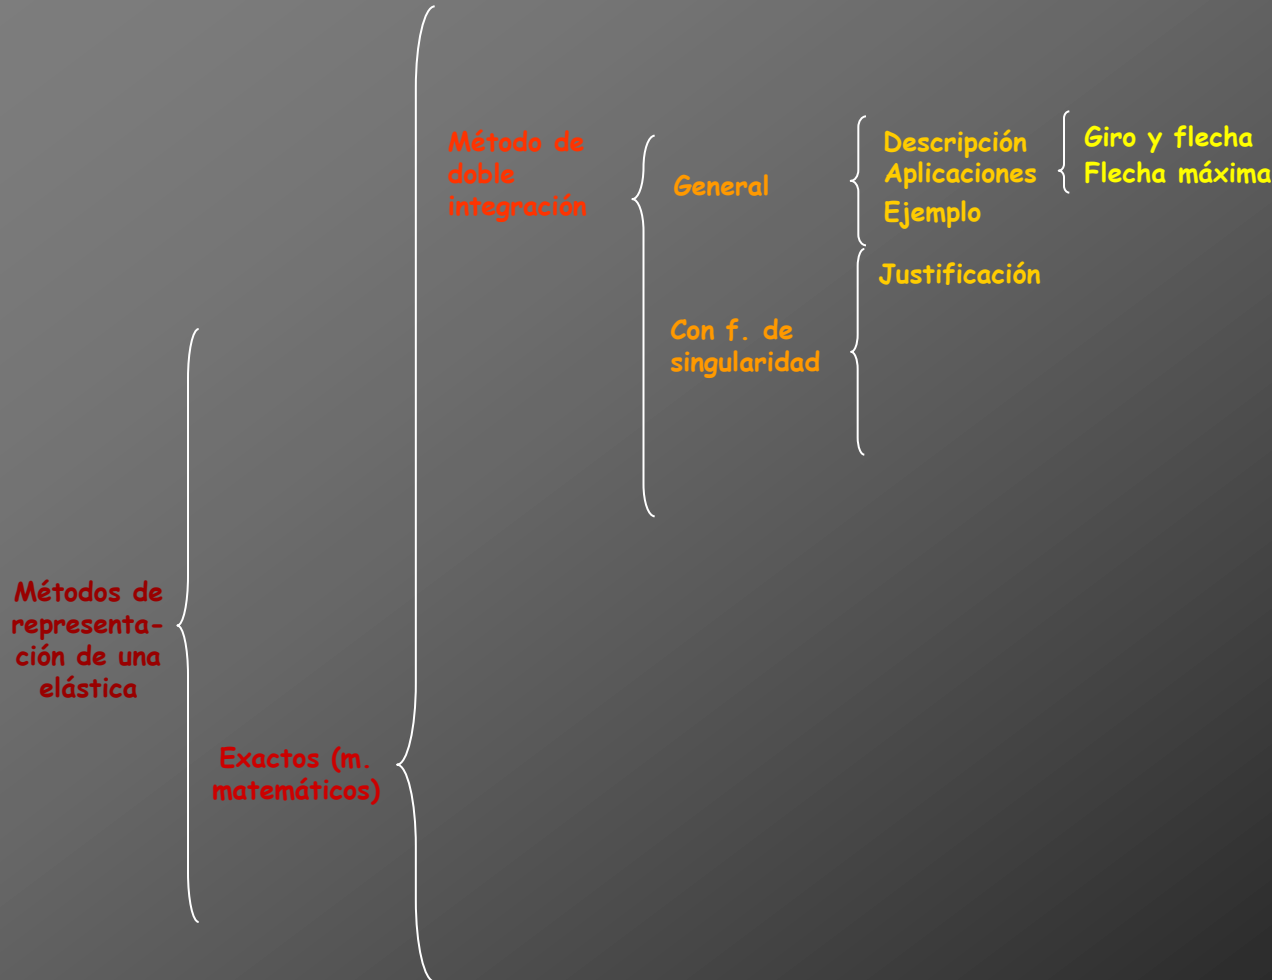 Métodos de
representa-
ción de una
elástica
Exactos (m.
matemáticos)
Método de
doble
integración
General
Descripción
Aplicaciones
Ejemplo
Giro y flecha
Flecha máxima
Con f. de
singularidad
Justificación